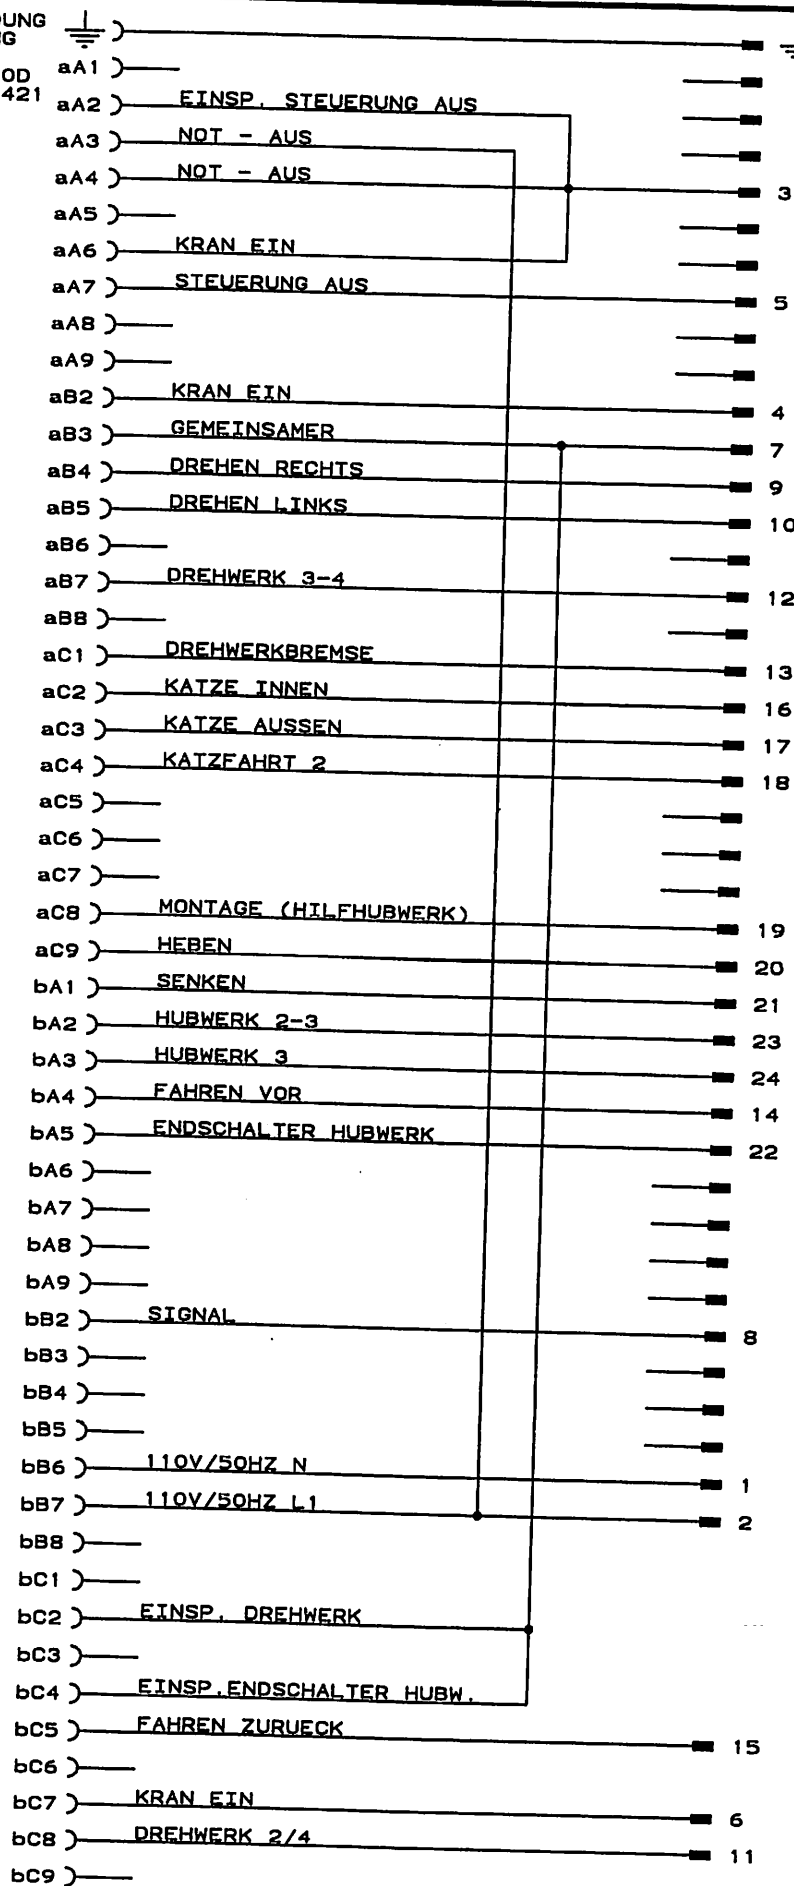 DUNG
G
OD
421
aA1
aA2 EINSP. STEUERUNG AUS
aA3 NOT - AUS
aA4 NOT - AUS 3
aA5
aA6 KRAN EIN
aA7 STEUERUNG AUS 5
aA8
aA9
aB2 KRAN EIN 4
aB3 GEMEINSAMER 7
aB4 DREHEN RECHTS 9
aB5 DREHEN LINKS 10
aB6
aB7 DREHWERK 3-4 12
aB8
aC1 DREHWERKBREMSE 13
aC2 KATZE INNEN 16
aC3 KATZE AUSSEN 17
aC4 KATZFAHRT 2 18
aC5
aC6
aC7
aC8 MONTAGE (HILFHUBWERK) 19
aC9 HEBEN 20
bA1 SENKEN 21
bA2 HUBWERK 2-3 23
bA3 HUBWERK 3 24
bA4 FAHREN VOR 14
bA5 ENDSCHALTER HUBWERK 22
bA6
bA7
bA8
bA9
bB2 SIGNAL 8
bB3
bB4
bB5
bB6 110V/50HZ N 1
bB7 110V/50HZ L1 2
bB8
bC1
bC2 EINSP. DREHWERK
bC3
bC4 EINSP.ENDSCHALTER HUBW.
bC5 FAHREN ZURUECK 15
bC6
bC7 KRAN EIN 6
bC8 DREHWERK 2/4 11
bC9